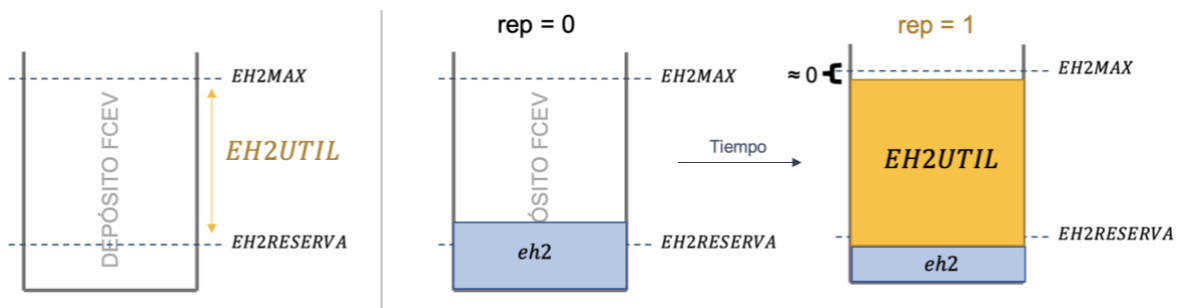 EH2MAX
DEPÓSITO FCEV
EH2UTIL
EH2RESERVA
rep = 0
EH2MAX
ÓSITO FCEV
eh2
EH2RESERVA
Tiempo
rep = 1
≈ 0
EH2MAX
EH2UTIL
EH2RESERVA
eh2